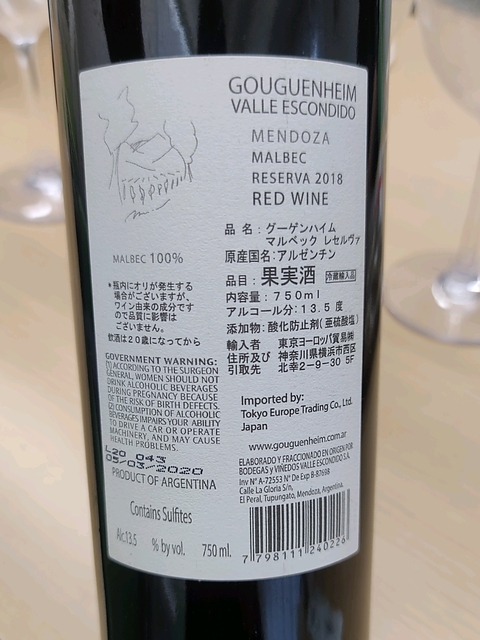 GOUGUENHEIM
VALLE ESCONDIDO
MENDOZA
MALBEC
RESERVA 2018
RED WINE
MALBEC 100%
品 名：グーゲンハイム
マルベック レセルヴァ
原産国名：アルゼンチン
品目：果実酒 冷蔵輸入品
内容量：750ml
アルコール分：13.5 度
添加物：酸化防止剤（亜硫酸塩）
輸入者 東京ヨーロッパ貿易㈱
住所及び 神奈川県横浜市西区
引取先 北幸2-9-30 5F
*瓶内にオリが発生する
場合がございますが、
ワイン由来の成分です
ので品質に影響は
ございません。
飲酒は20歳になってから
GOVERNMENT WARNING:
(1) ACCORDING TO THE SURGEON
GENERAL, WOMEN SHOULD NOT
DRINK ALCOHOLIC BEVERAGES
DURING PREGNANCY BECAUSE
OF THE RISK OF BIRTH DEFECTS.
(2) CONSUMPTION OF ALCOHOLIC
BEVERAGES IMPAIRS YOUR ABILITY
TO DRIVE A CAR OR OPERATE
MACHINERY, AND MAY CAUSE
HEALTH PROBLEMS.
L20 043
05/03/2020
PRODUCT OF ARGENTINA
Contains Sulfites
Alc.13.5 % by vol. 750 ml.
Imported by:
Tokyo Europe Trading Co., Ltd.
Japan
www.gouguenheim.com.ar
ELABORADO Y FRACCIONADO EN ORIGEN POR
BODEGAS y VIÑEDOS VALLE ESCONDIDO S.A.
Inv N° A-72553 N° De Exp B-87698
Calle La Gloria S/n,
El Peral, Tupungato, Mendoza, Argentina.
7 798111 240226